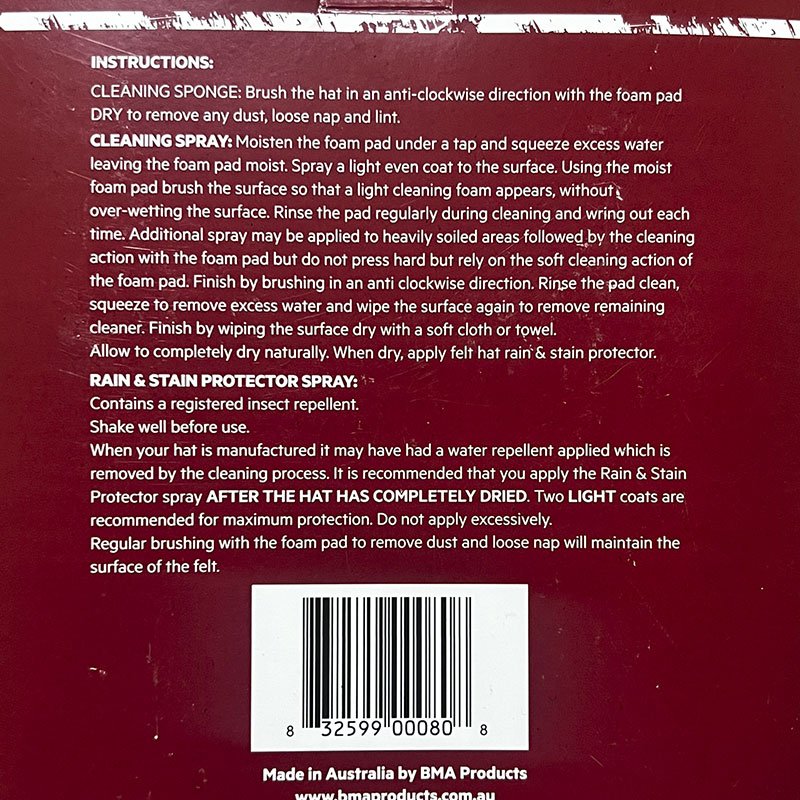 INSTRUCTIONS:
CLEANING SPONGE: Brush the hat in an anti-clockwise direction with the foam pad
DRY to remove any dust, loose nap and lint.
CLEANING SPRAY: Moisten the foam pad under a tap and squeeze excess water
leaving the foam pad moist. Spray a light even coat to the surface. Using the moist
foam pad brush the surface so that a light cleaning foam appears, without
over-wetting the surface. Rinse the pad regularly during cleaning and wring out each
time. Additional spray may be applied to heavily soiled areas followed by the cleaning
action with the foam pad but do not press hard but rely on the soft cleaning action of
the foam pad. Finish by brushing in an anti clockwise direction. Rinse the pad clean,
squeeze to remove excess water and wipe the surface again to remove remaining
cleaner. Finish by wiping the surface dry with a soft cloth or towel.
Allow to completely dry naturally. When dry, apply felt hat rain & stain protector.
RAIN & STAIN PROTECTOR SPRAY:
Contains a registered insect repellent.
Shake well before use.
When your hat is manufactured it may have had a water repellent applied which is
removed by the cleaning process. It is recommended that you apply the Rain & Stain
Protector spray AFTER THE HAT HAS COMPLETELY DRIED. Two LIGHT coats are
recommended for maximum protection. Do not apply excessively.
Regular brushing with the foam pad to remove dust and loose nap will maintain the
surface of the felt.
8 32599 00080 8
Made in Australia by BMA Products
www.bmaproducts.com.au